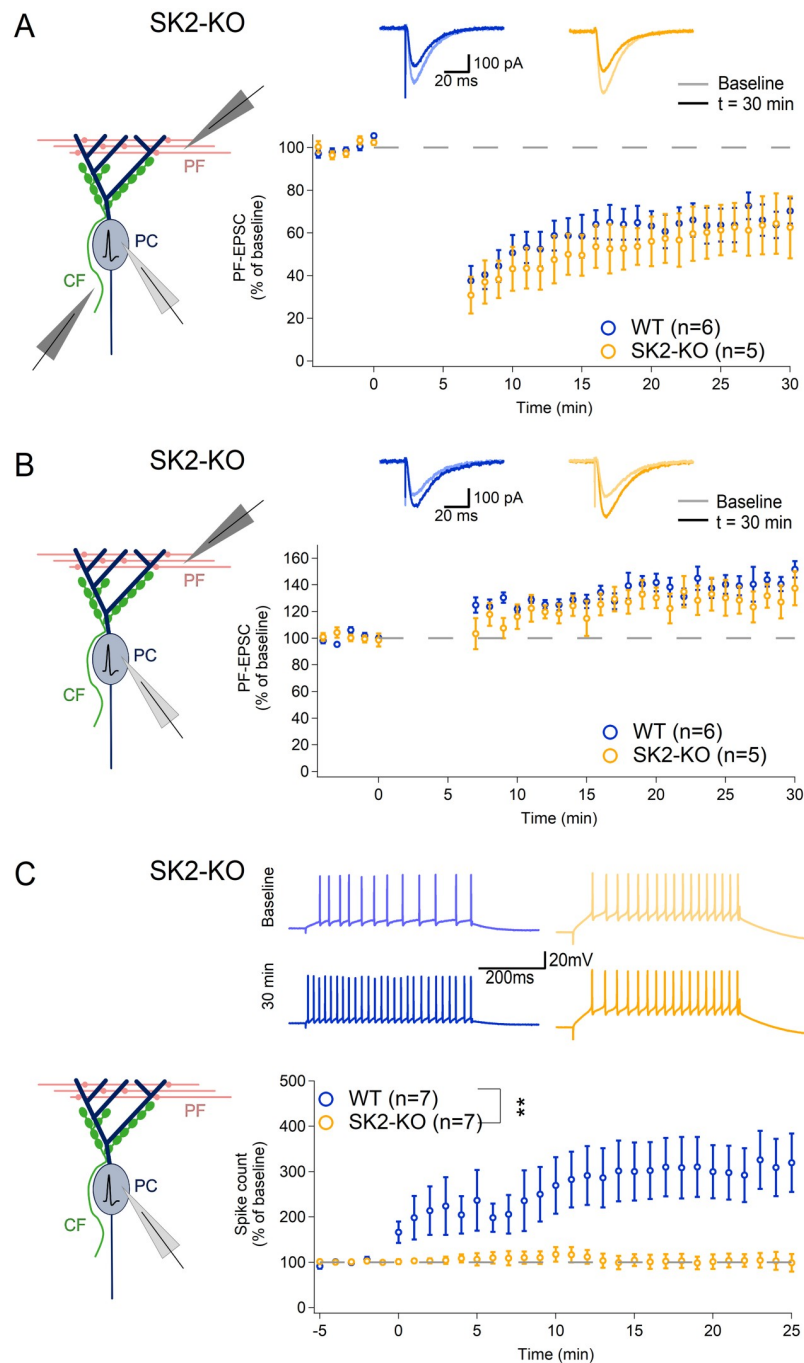 A
SK2-KO
100 pA
20 ms
Baseline
t = 30 min
PF
PC
CF
PF-EPSC
(% of baseline)
100
80
60
40
20
0
WT (n=6)
SK2-KO (n=5)
0 5 10 15 20 25 30
Time (min)
B
SK2-KO
100 pA
20 ms
Baseline
t = 30 min
PF
PC
CF
PF-EPSC
(% of baseline)
160
140
120
100
80
60
40
20
0
WT (n=6)
SK2-KO (n=5)
0 5 10 15 20 25 30
Time (min)
C
SK2-KO
Baseline
30 min
20mV
200ms
PF
PC
CF
Spike count
(% of baseline)
500
400
300
200
100
0
WT (n=7)
SK2-KO (n=7)
**
-5 0 5 10 15 20 25
Time (min)